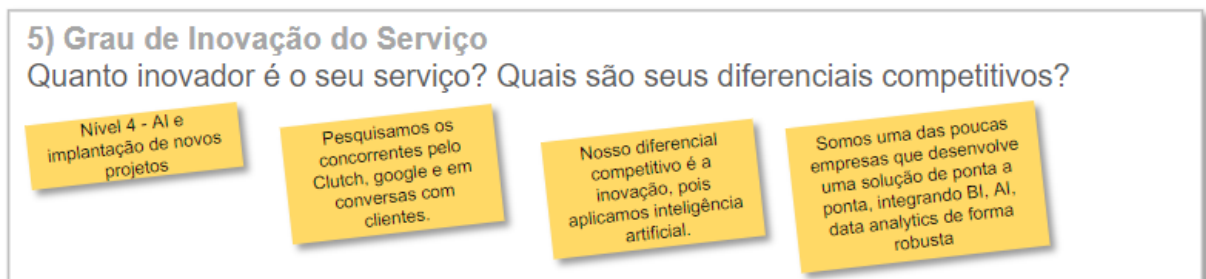 5) Grau de Inovação do Serviço
Quanto inovador é o seu serviço? Quais são seus diferenciais competitivos?
Nível 4 - AI e
implantação de novos
projetos
Pesquisamos os
concorrentes pelo
Clutch, google e em
conversas com
clientes.
Nosso diferencial
competitivo é a
inovação, pois
aplicamos inteligência
artificial.
Somos uma das poucas
empresas que desenvolve
uma solução de ponta a
ponta, integrando BI, AI,
data analytics de forma
robusta